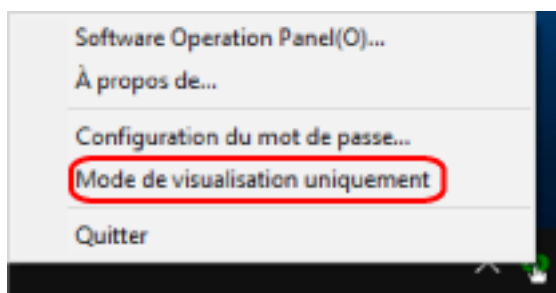 Software Operation Panel(O)...
À propos de...
Configuration du mot de passe...
Mode de visualisation uniquement
Quitter